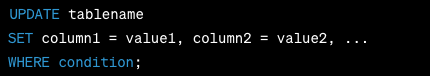 UPDATE tablename
SET column1 = value1, column2 = value2, ...
WHERE condition;